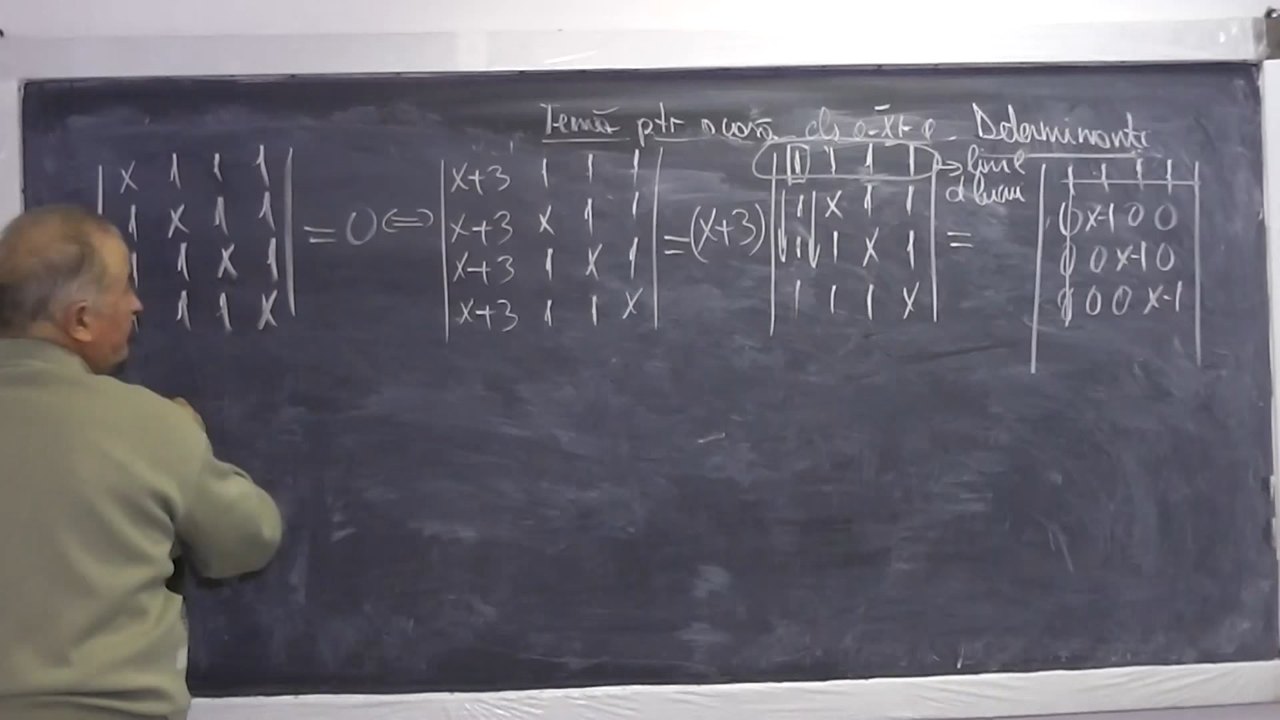 Temă ptr acasă cls a-XI-a Determinanți
| x 1 1 1 | = 0 ⇔ | x+3 1 1 1 | = (x+3) | 1 1 1 1 | → linie = | 1 1 1 1 |
| 1 x 1 1 | | x+3 x 1 1 | | 1 x 1 1 | | 0 x-1 0 0 |
| 1 1 x 1 | | x+3 1 x 1 | | 1 1 x 1 | | 0 0 x-1 0 |
| 1 1 1 x | | x+3 1 1 x | | 1 1 1 x | | 0 0 0 x-1 |